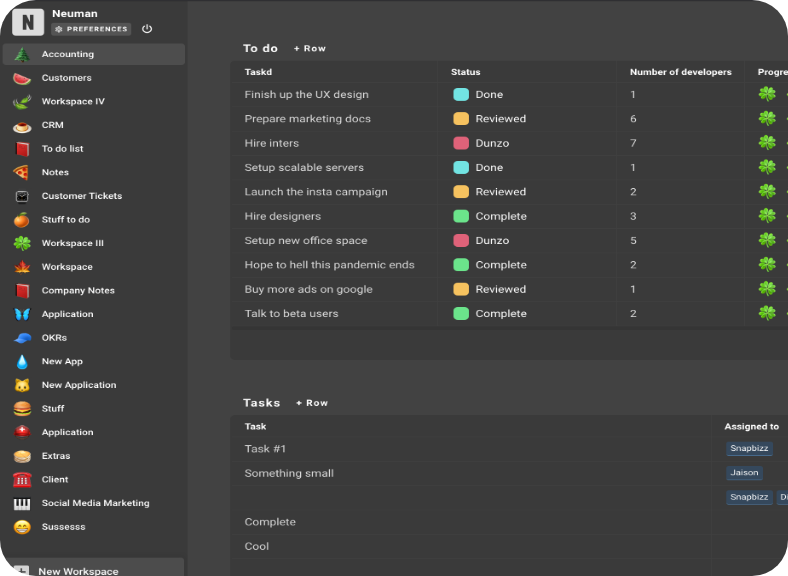 N
Neuman
PREFERENCES
Accounting
Customers
Workspace IV
CRM
To do list
Notes
Customer Tickets
Stuff to do
Workspace III
Workspace
Company Notes
Application
OKRs
New App
New Application
Stuff
Application
Extras
Client
Social Media Marketing
Sussesss
+ New Workspace
To do + Row
Taskd Status Number of developers Progre
Finish up the UX design Done 1
Prepare marketing docs Reviewed 6
Hire inters Dunzo 7
Setup scalable servers Done 1
Launch the insta campaign Reviewed 2
Hire designers Complete 3
Setup new office space Dunzo 5
Hope to hell this pandemic ends Complete 2
Buy more ads on google Reviewed 1
Talk to beta users Complete 2
Tasks + Row
Task Assigned to
Task #1 Snapbizz
Something small Jaison
Snapbizz Di
Complete
Cool